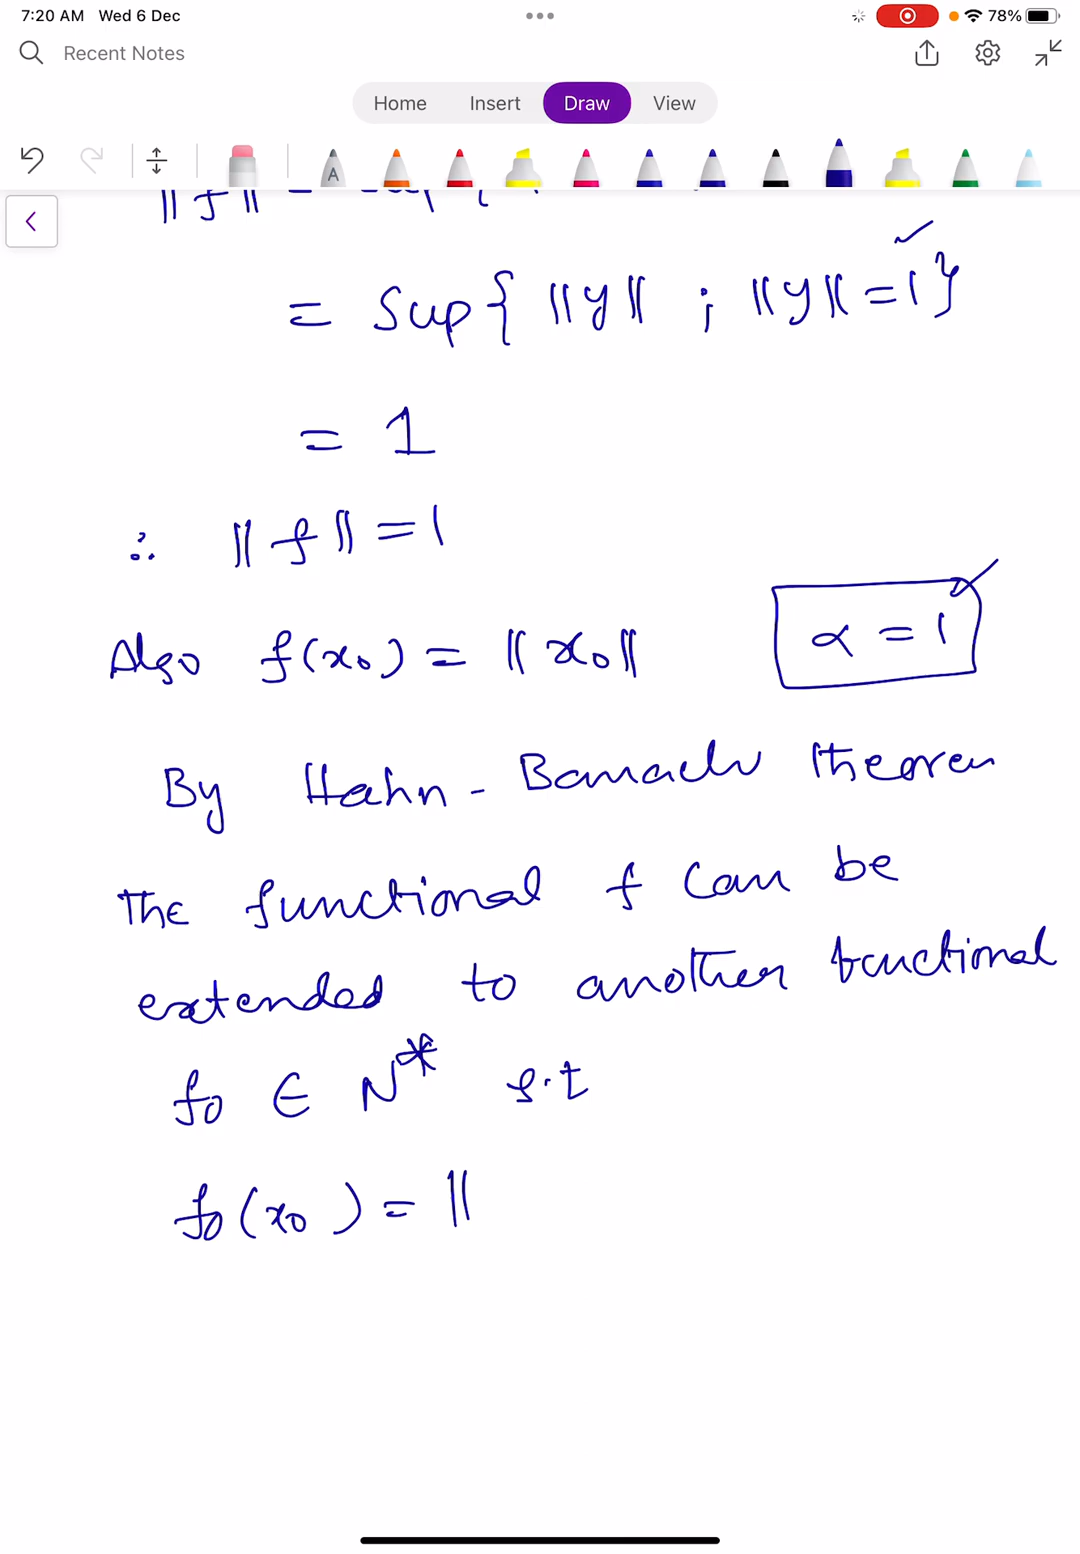 7:20 AM Wed 6 Dec 78%
Recent Notes
Home Insert Draw View
A
|| f || =
= Sup{ ||y|| ; ||y|| = 1 }
= 1
∴ || f || = 1
Also f(x₀) = || x₀ || α = 1
By Hahn - Banach theorem
The functional f can be
extended to another functional
f₀ ∈ N* s.t
f₀(x₀) = ||